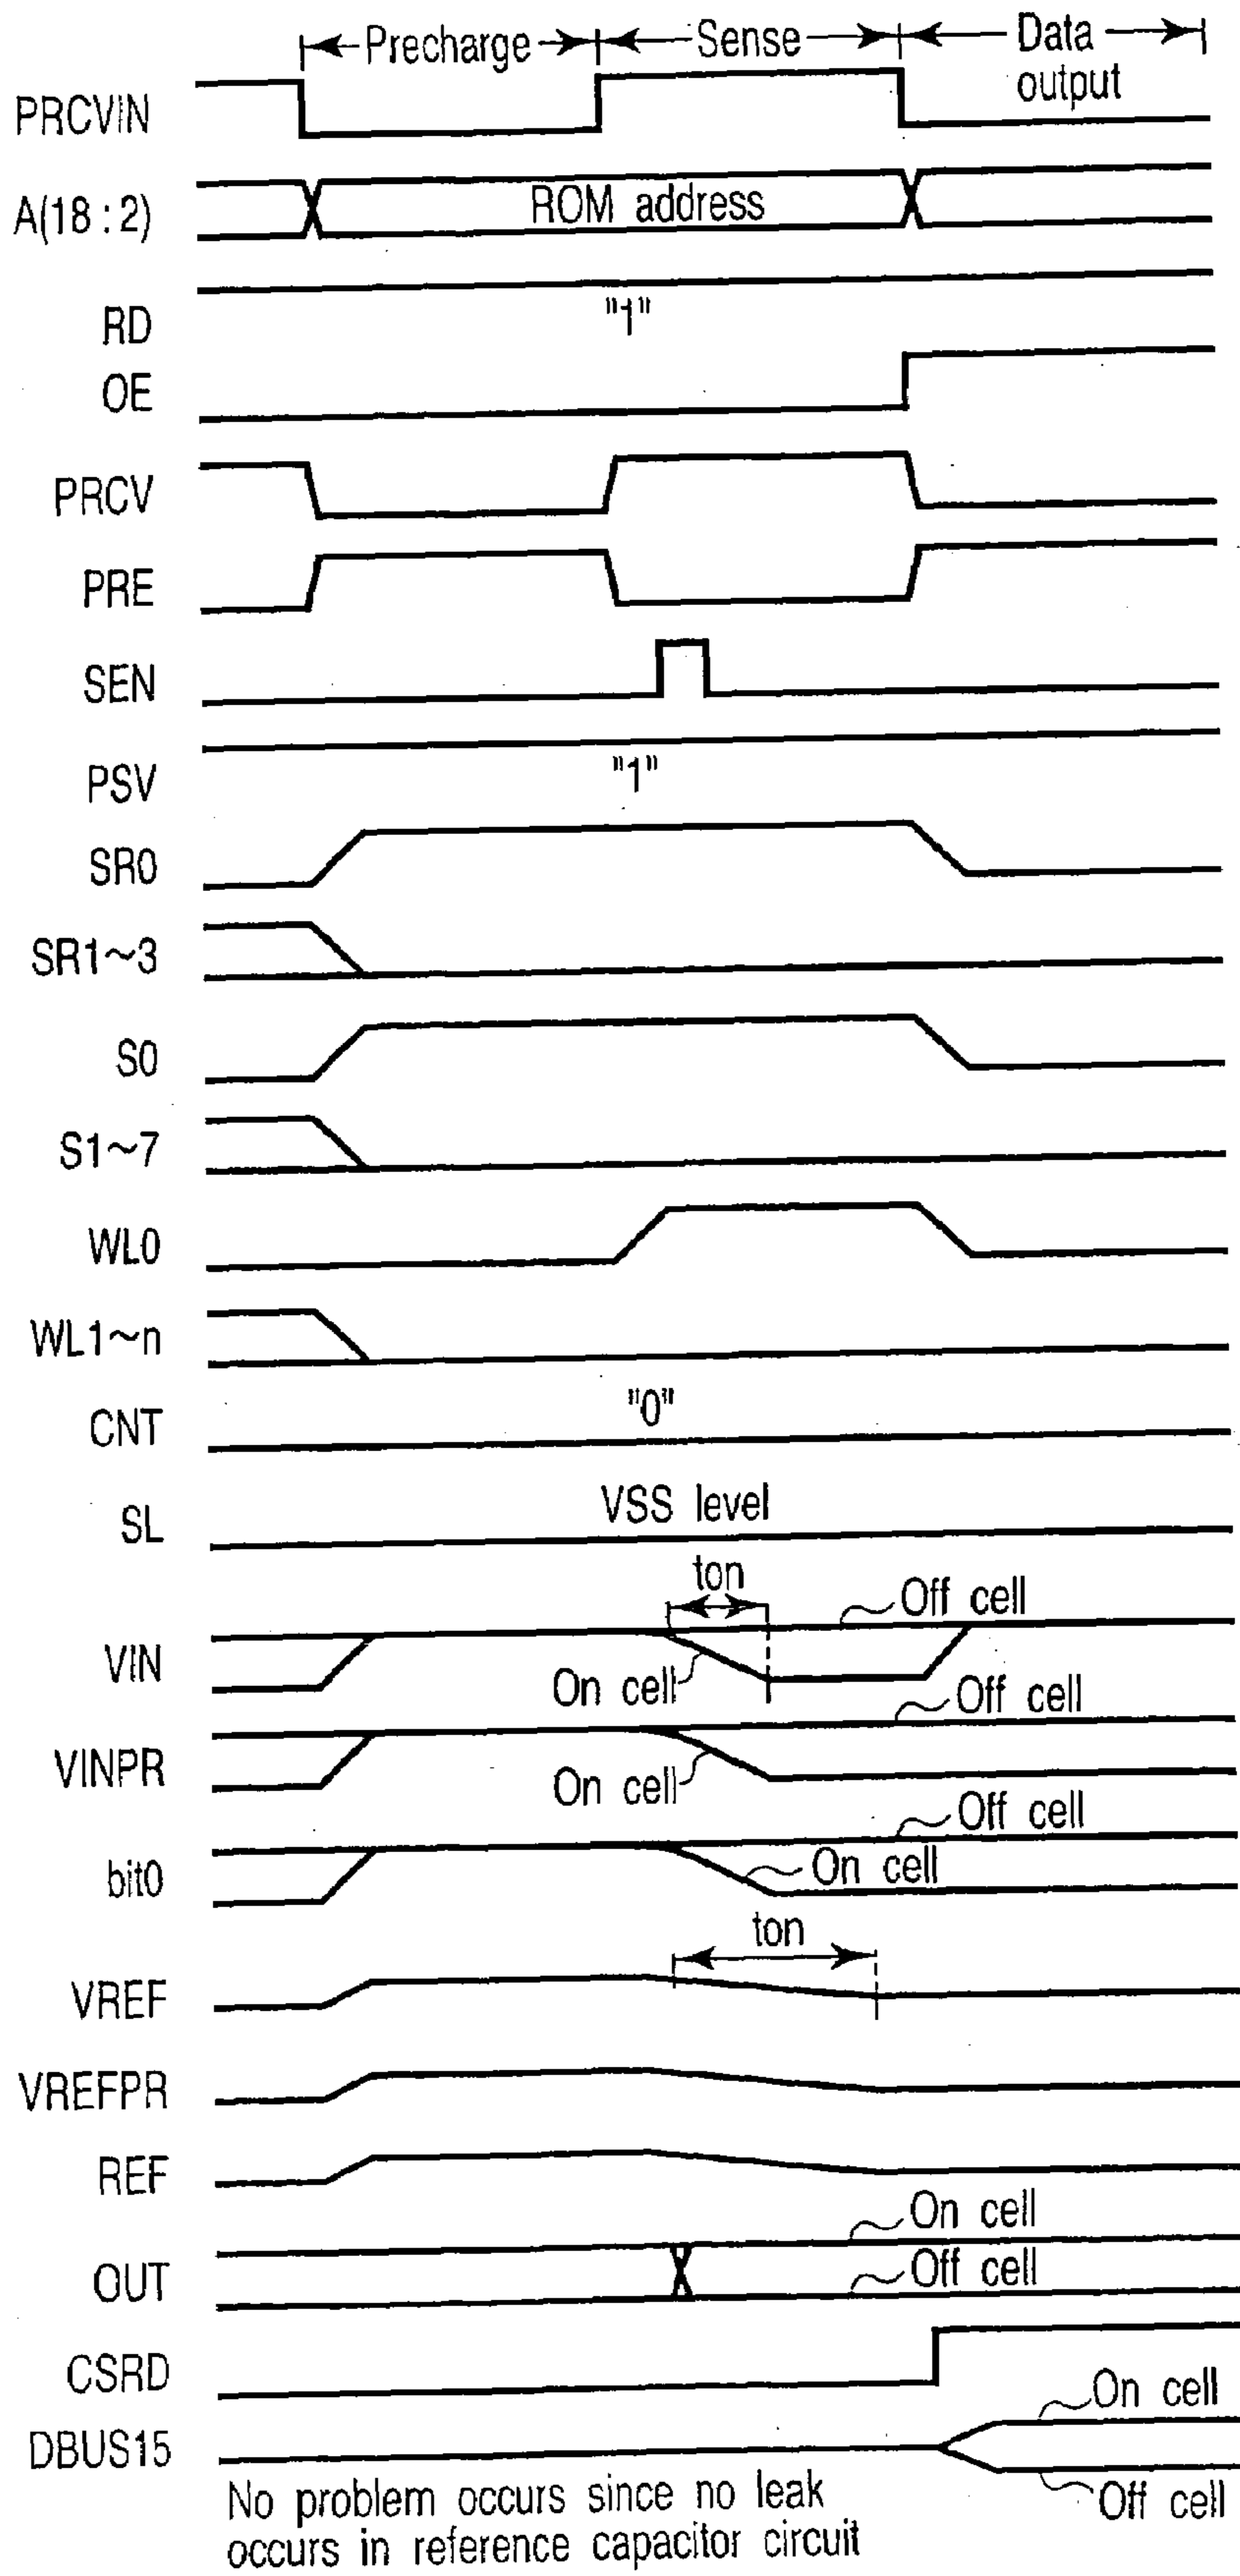 Precharge Sense Data output
PRCVIN
A(18:2) ROM address
RD "1"
OE
PRCV
PRE
SEN
PSV "1"
SR0
SR1~3
S0
S1~7
WL0
WL1~n
CNT "0"
SL VSS level
ton
VIN On cell Off cell
VINPR On cell Off cell
bit0 On cell Off cell
ton
VREF
VREFPR
REF
On cell
OUT Off cell
CSRD
On cell
DBUS15
Off cell
No problem occurs since no leak
occurs in reference capacitor circuit